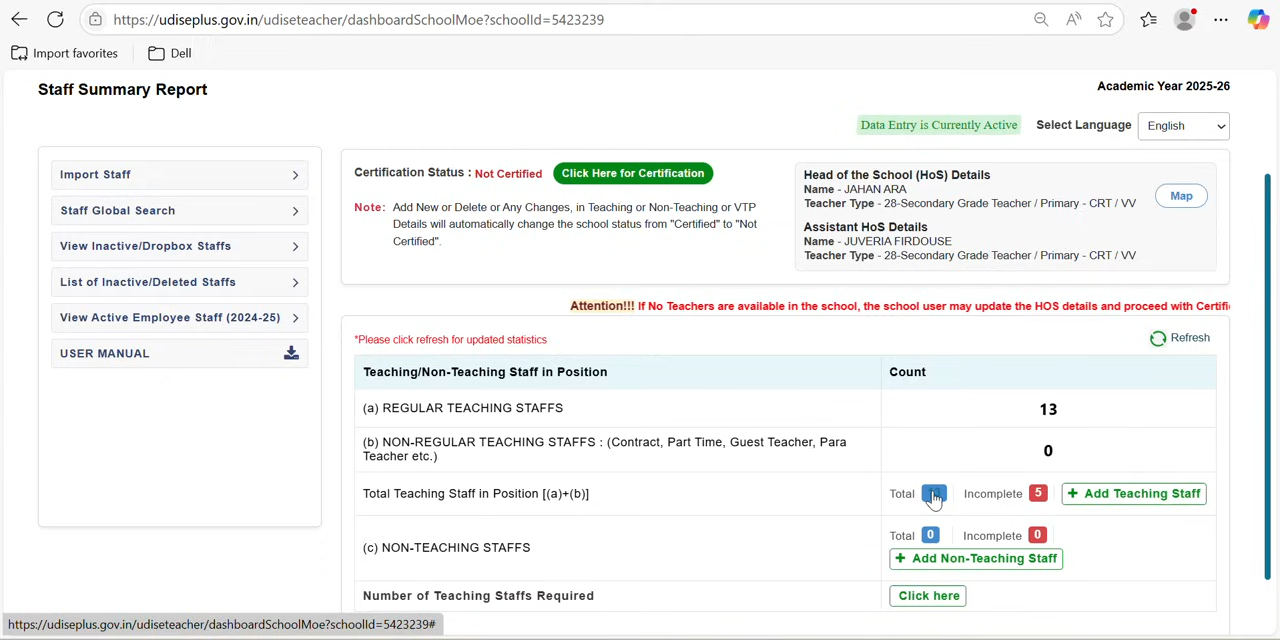 https://udiseplus.gov.in/udiseteacher/dashboardSchoolMoe?schoolId=5423239
Import favorites
Dell
Staff Summary Report
Academic Year 2025-26
Data Entry is Currently Active
Select Language
English
Import Staff
Staff Global Search
View Inactive/Dropbox Staffs
List of Inactive/Deleted Staffs
View Active Employee Staff (2024-25)
USER MANUAL
Certification Status : Not Certified
Click Here for Certification
Note: Add New or Delete or Any Changes, in Teaching or Non-Teaching or VTP
Details will automatically change the school status from "Certified" to "Not
Certified".
Head of the School (HoS) Details
Name - JAHAN ARA
Teacher Type - 28-Secondary Grade Teacher / Primary - CRT / VV
Map
Assistant HoS Details
Name - JUVERIA FIRDOUSE
Teacher Type - 28-Secondary Grade Teacher / Primary - CRT / VV
Attention!!! If No Teachers are available in the school, the school user may update the HOS details and proceed with Certifi
*Please click refresh for updated statistics
Refresh
Teaching/Non-Teaching Staff in Position
Count
(a) REGULAR TEACHING STAFFS
13
(b) NON-REGULAR TEACHING STAFFS : (Contract, Part Time, Guest Teacher, Para
Teacher etc.)
0
Total Teaching Staff in Position [(a)+(b)]
Total
Incomplete 5
+ Add Teaching Staff
(c) NON-TEACHING STAFFS
Total 0
Incomplete 0
+ Add Non-Teaching Staff
Number of Teaching Staffs Required
Click here
https://udiseplus.gov.in/udiseteacher/dashboardSchoolMoe?schoolId=5423239#